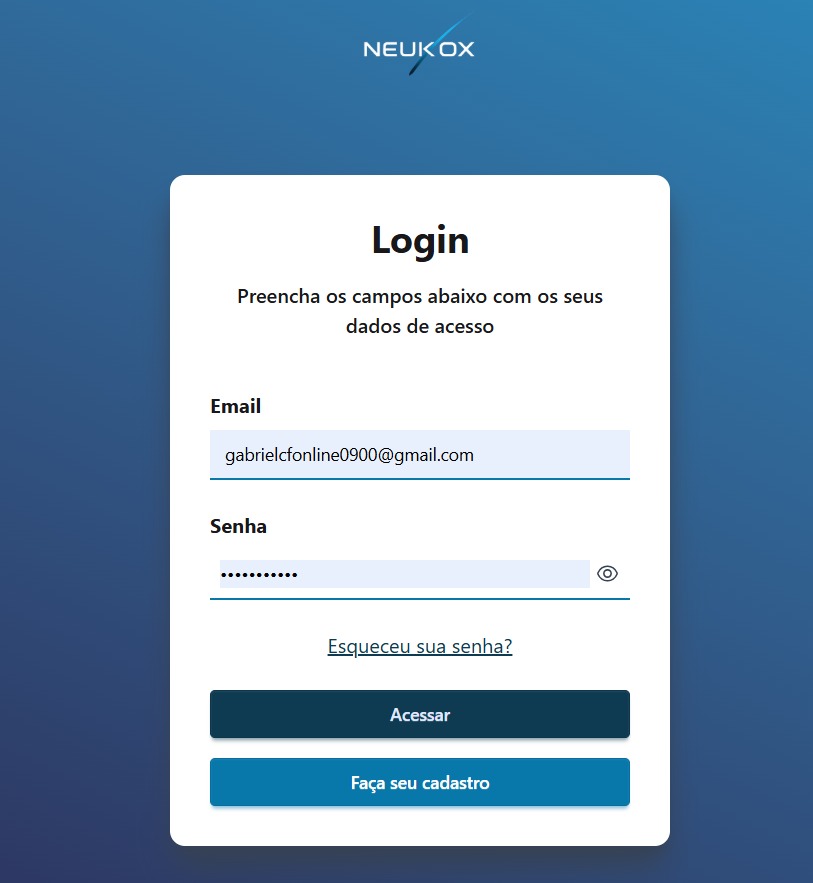 NEUKOX
Login
Preencha os campos abaixo com os seus
dados de acesso
Email
gabrielcfonline0900@gmail.com
Senha
•••••••••••
Esqueceu sua senha?
Acessar
Faça seu cadastro